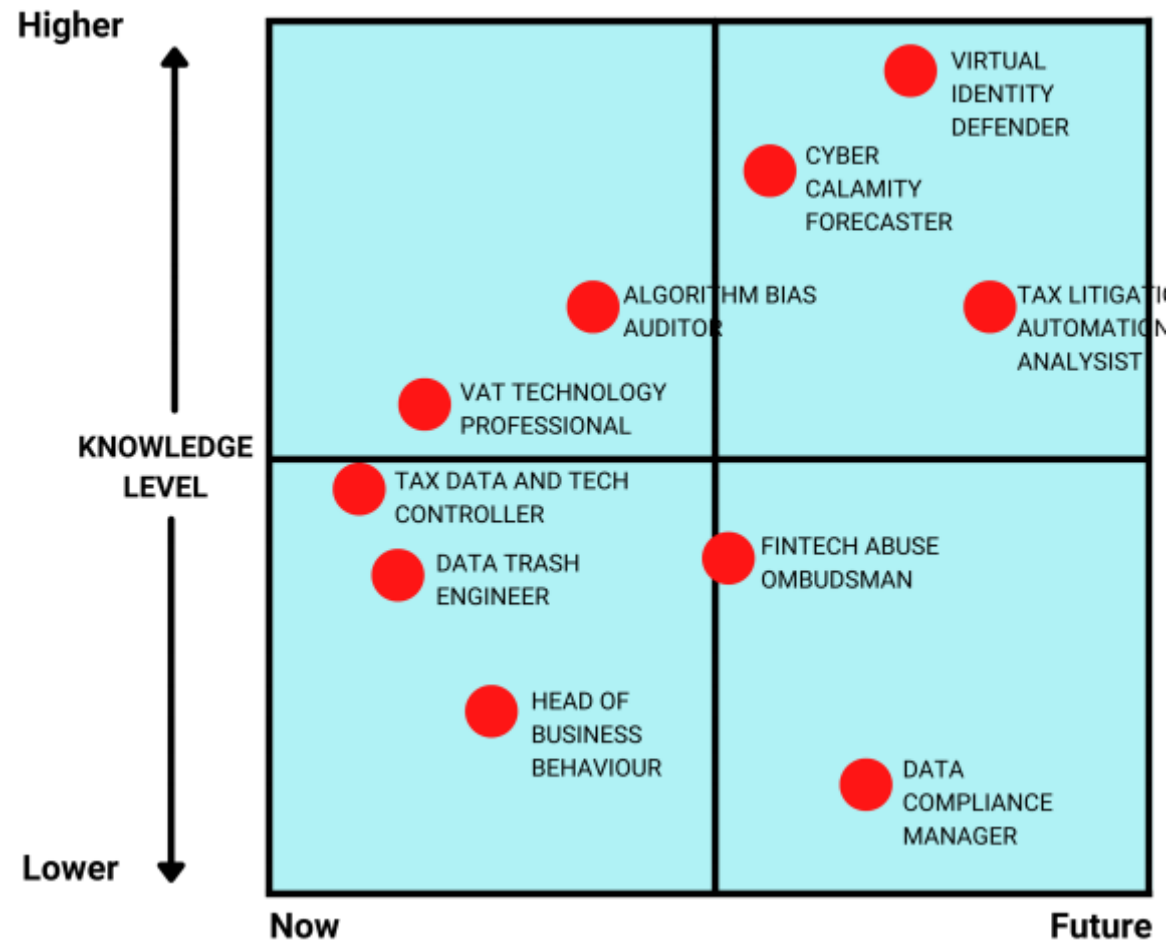 Higher
VIRTUAL
IDENTITY
DEFENDER
CYBER
CALAMITY
FORECASTER
ALGORITHM BIAS
AUDITOR
TAX LITIGATIO
AUTOMATION
ANALYSIST
VAT TECHNOLOGY
PROFESSIONAL
KNOWLEDGE
LEVEL
TAX DATA AND TECH
CONTROLLER
DATA TRASH
ENGINEER
FINTECH ABUSE
OMBUDSMAN
HEAD OF
BUSINESS
BEHAVIOUR
DATA
COMPLIANCE
MANAGER
Lower
Now
Future